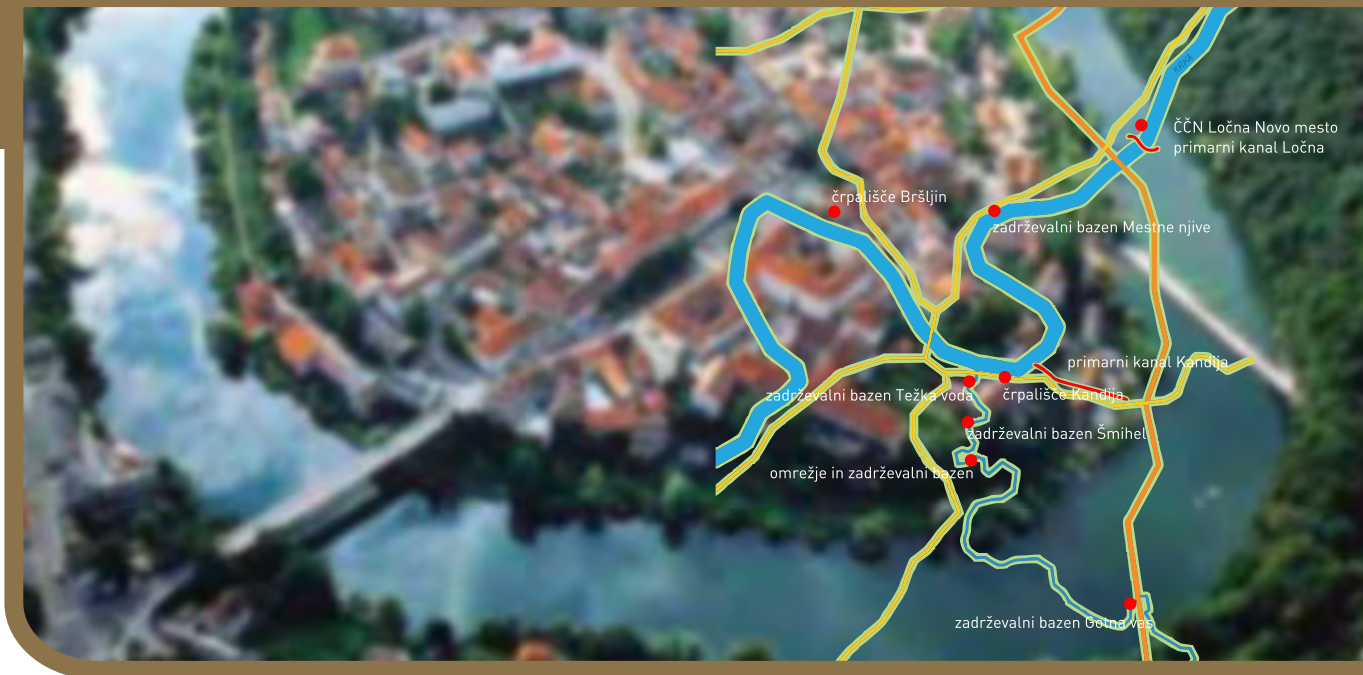 KRKA
ČČN Ločna Novo mesto
primarni kanal Ločna
črpališče Bršljin
zadrževalni bazen Mestne njive
primarni kanal Kandija
zadrževalni bazen Težka voda
črpališče Kandija
zadrževalni bazen Šmihel
omrežje in zadrževalni bazen
zadrževalni bazen Gotna vas